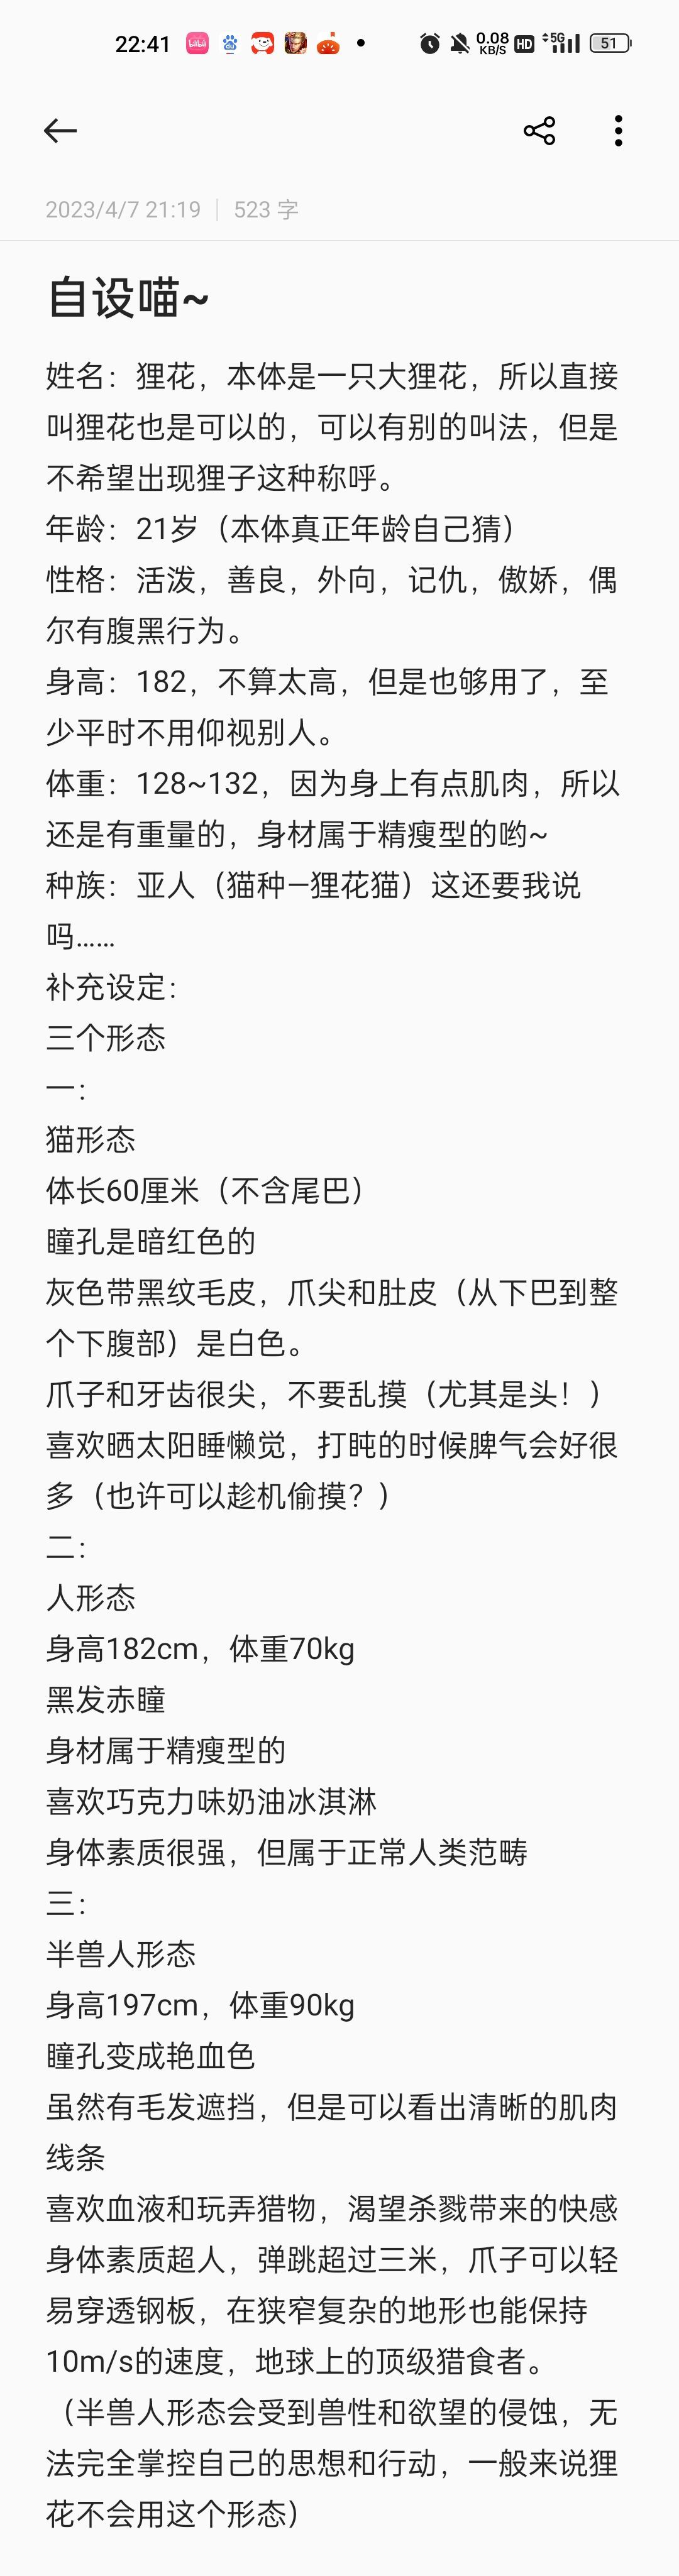 22:41
0.08
KB/S
HD
5G
51
2023/4/7 21:19 | 523 字
自设喵~
姓名：狸花，本体是一只大狸花，所以直接
叫狸花也是可以的，可以有别的叫法，但是
不希望出现狸子这种称呼。
年龄：21岁（本体真正年龄自己猜）
性格：活泼，善良，外向，记仇，傲娇，偶
尔有腹黑行为。
身高：182，不算太高，但是也够用了，至
少平时不用仰视别人。
体重：128~132，因为身上有点肌肉，所以
还是有重量的，身材属于精瘦型的哟~
种族：亚人（猫种—狸花猫）这还要我说
吗……
补充设定：
三个形态
一：
猫形态
体长60厘米（不含尾巴）
瞳孔是暗红色的
灰色带黑纹毛皮，爪尖和肚皮（从下巴到整
个下腹部）是白色。
爪子和牙齿很尖，不要乱摸（尤其是头！）
喜欢晒太阳睡懒觉，打盹的时候脾气会好很
多（也许可以趁机偷摸？）
二：
人形态
身高182cm，体重70kg
黑发赤瞳
身材属于精瘦型的
喜欢巧克力味奶油冰淇淋
身体素质很强，但属于正常人类范畴
三：
半兽人形态
身高197cm，体重90kg
瞳孔变成艳血色
虽然有毛发遮挡，但是可以看出清晰的肌肉
线条
喜欢血液和玩弄猎物，渴望杀戮带来的快感
身体素质超人，弹跳超过三米，爪子可以轻
易穿透钢板，在狭窄复杂的地形也能保持
10m/s的速度，地球上的顶级猎食者。
（半兽人形态会受到兽性和欲望的侵蚀，无
法完全掌控自己的思想和行动，一般来说狸
花不会用这个形态）